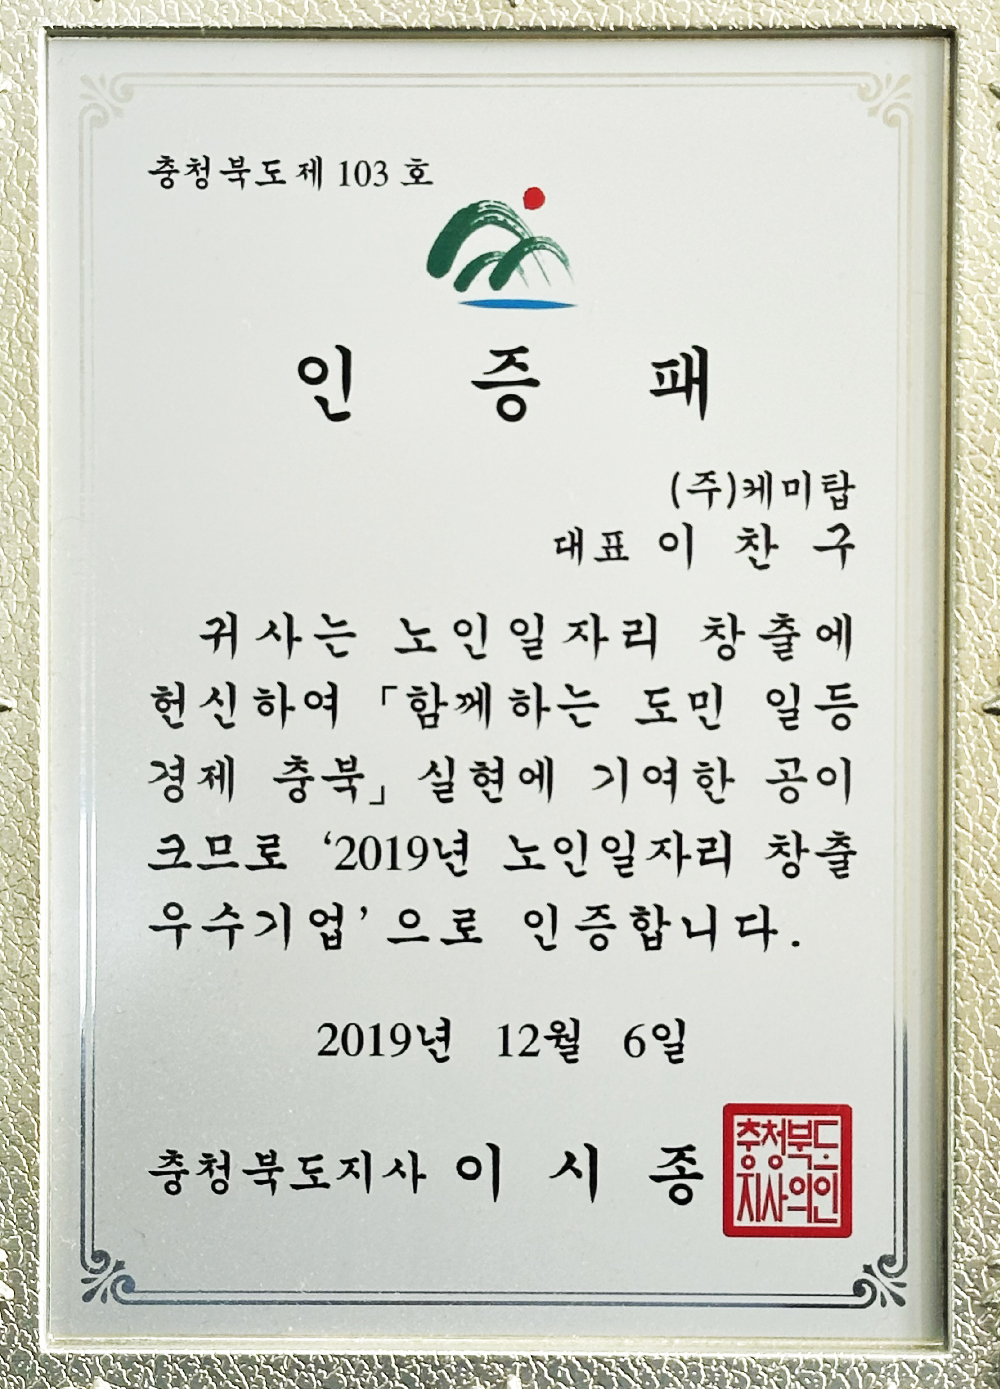 충청북도 제 103 호
인 증 패
(주)케미탑
대표 이 찬 구
귀사는 노인일자리 창출에
헌신하여 「함께하는 도민 일등
경제 충북」 실현에 기여한 공이
크므로 ‘2019년 노인일자리 창출
우수기업’ 으로 인증합니다.
2019년 12월 6일
충청북도지사 이 시 종
충청북도
지사의인